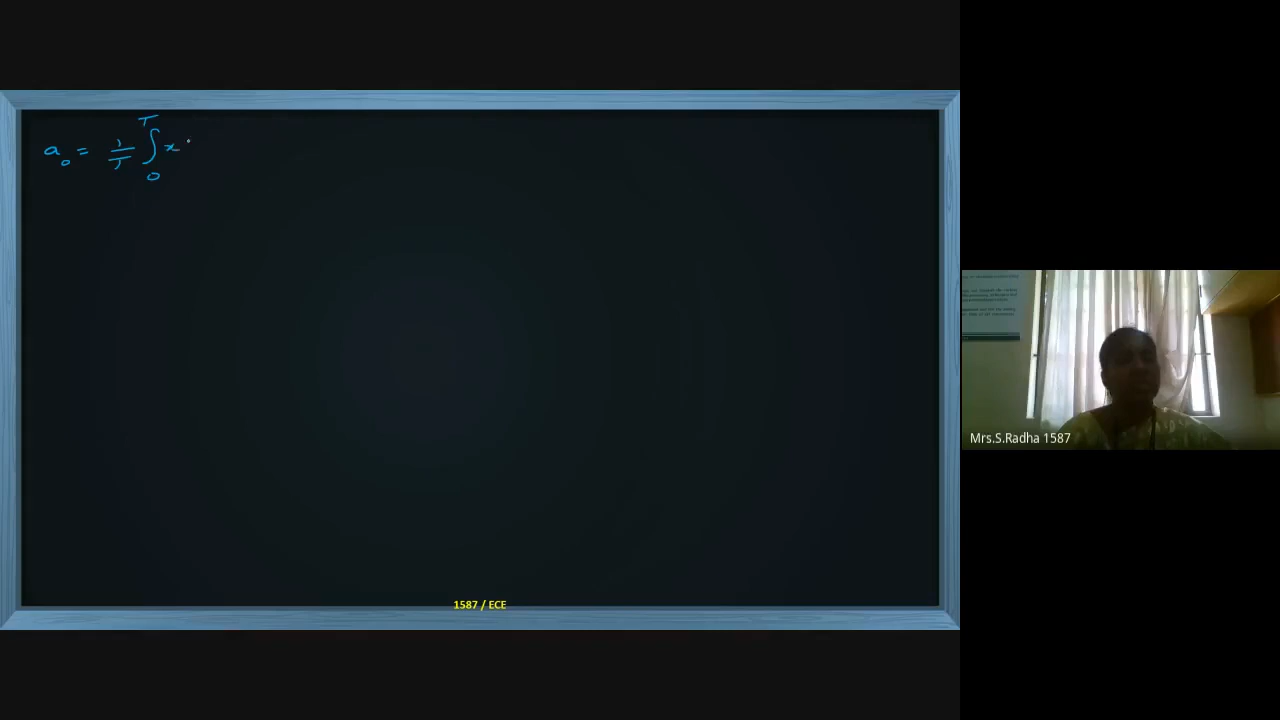 a₀ = 1/T ∫₀ᵀ x
1587 / ECE
Mrs.S.Radha 1587